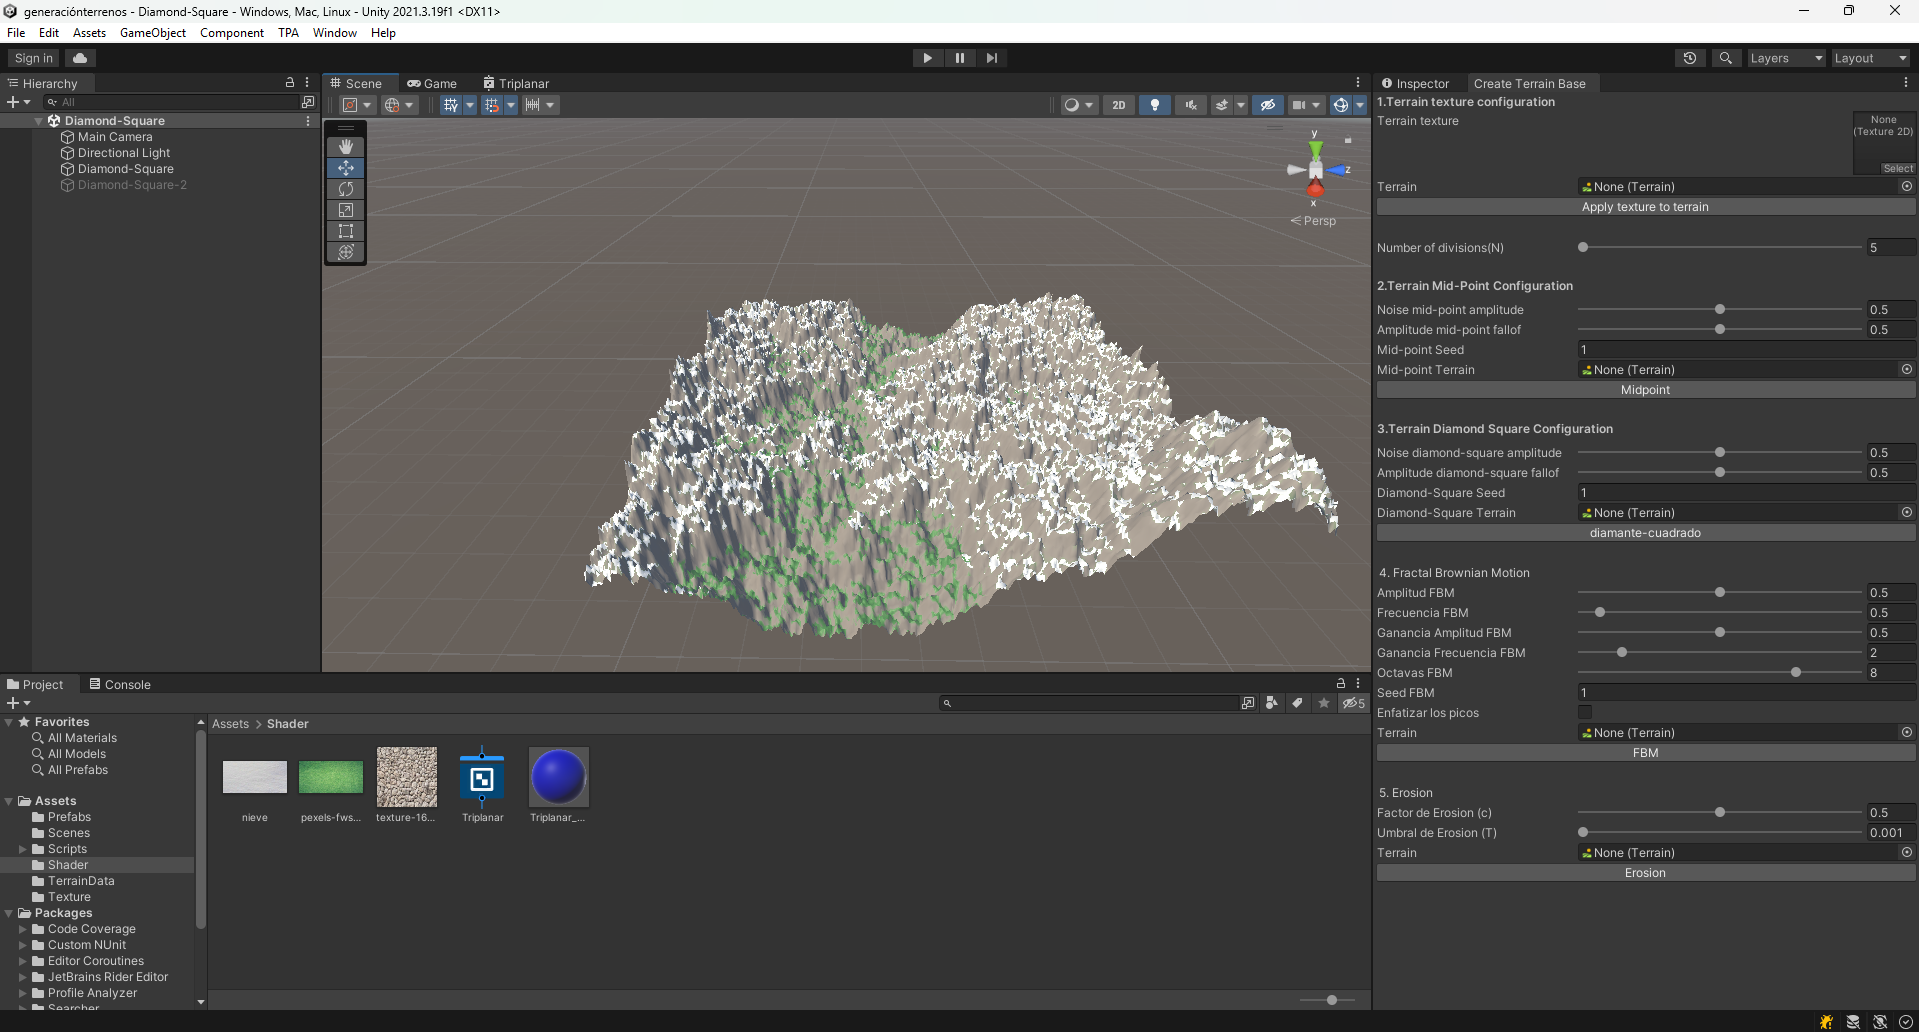 generaciónterrenos - Diamond-Square - Windows, Mac, Linux - Unity 2021.3.19f1 <DX11>
File Edit Assets GameObject Component TPA Window Help
Sign in
Layers Layout
Hierarchy
All
Diamond-Square
Main Camera
Directional Light
Diamond-Square
Diamond-Square-2
Scene Game Triplanar
2D
y
z
x
Persp
Inspector Create Terrain Base
1.Terrain texture configuration
Terrain texture
None
(Texture 2D)
Select
Terrain None (Terrain)
Apply texture to terrain
Number of divisions(N) 5
2.Terrain Mid-Point Configuration
Noise mid-point amplitude 0.5
Amplitude mid-point fallof 0.5
Mid-point Seed 1
Mid-point Terrain None (Terrain)
Midpoint
3.Terrain Diamond Square Configuration
Noise diamond-square amplitude 0.5
Amplitude diamond-square fallof 0.5
Diamond-Square Seed 1
Diamond-Square Terrain None (Terrain)
diamante-cuadrado
4. Fractal Brownian Motion
Amplitud FBM 0.5
Frecuencia FBM 0.5
Ganancia Amplitud FBM 0.5
Ganancia Frecuencia FBM 2
Octavas FBM 8
Seed FBM 1
Enfatizar los picos
Terrain None (Terrain)
FBM
5. Erosion
Factor de Erosion (c) 0.5
Umbral de Erosion (T) 0.001
Terrain None (Terrain)
Erosion
Project Console
5
Favorites
All Materials
All Models
All Prefabs
Assets
Prefabs
Scenes
Scripts
Shader
TerrainData
Texture
Packages
Code Coverage
Custom NUnit
Editor Coroutines
JetBrains Rider Editor
Profile Analyzer
Searcher
Assets > Shader
nieve
pexels-fws...
texture-16...
Triplanar
Triplanar_...